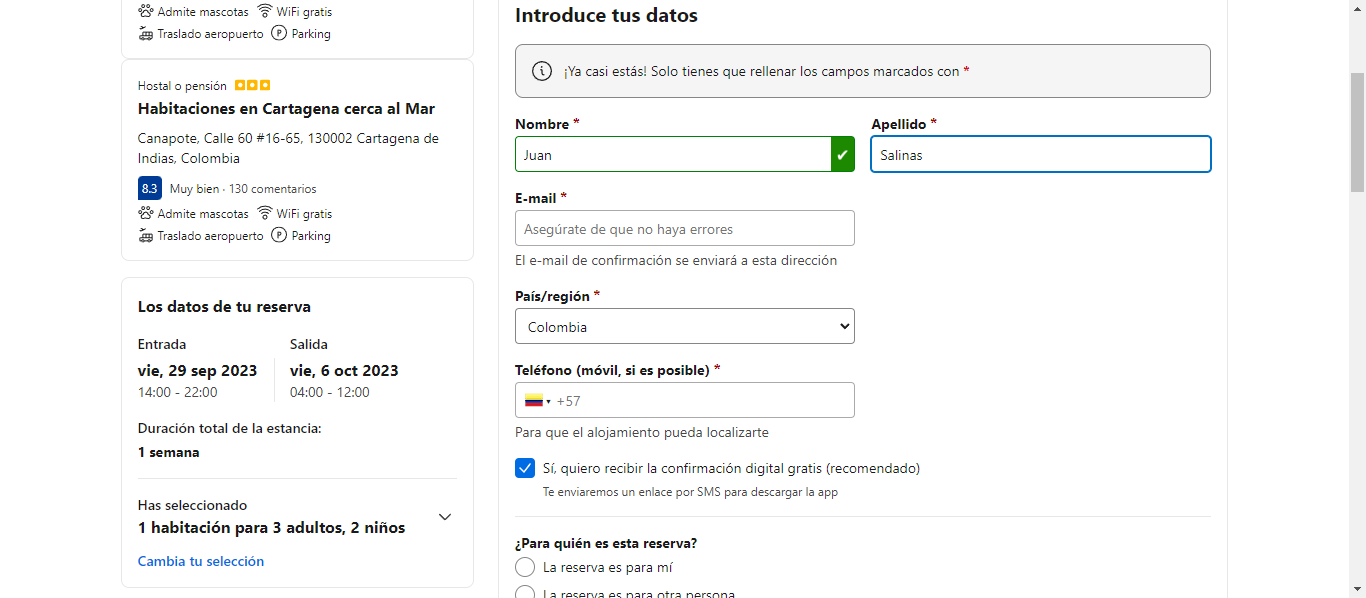 Admite mascotas WiFi gratis
Traslado aeropuerto Parking
Hostal o pensión
Habitaciones en Cartagena cerca al Mar
Canapote, Calle 60 #16-65, 130002 Cartagena de
Indias, Colombia
8.3 Muy bien · 130 comentarios
Admite mascotas WiFi gratis
Traslado aeropuerto Parking
Los datos de tu reserva
Entrada Salida
vie, 29 sep 2023 vie, 6 oct 2023
14:00 - 22:00 04:00 - 12:00
Duración total de la estancia:
1 semana
Has seleccionado
1 habitación para 3 adultos, 2 niños
Cambia tu selección
Introduce tus datos
¡Ya casi estás! Solo tienes que rellenar los campos marcados con *
Nombre * Apellido *
Juan Salinas
E-mail *
Asegúrate de que no haya errores
El e-mail de confirmación se enviará a esta dirección
País/región *
Colombia
Teléfono (móvil, si es posible) *
+57
Para que el alojamiento pueda localizarte
Sí, quiero recibir la confirmación digital gratis (recomendado)
Te enviaremos un enlace por SMS para descargar la app
¿Para quién es esta reserva?
La reserva es para mí
La reserva es para otra persona